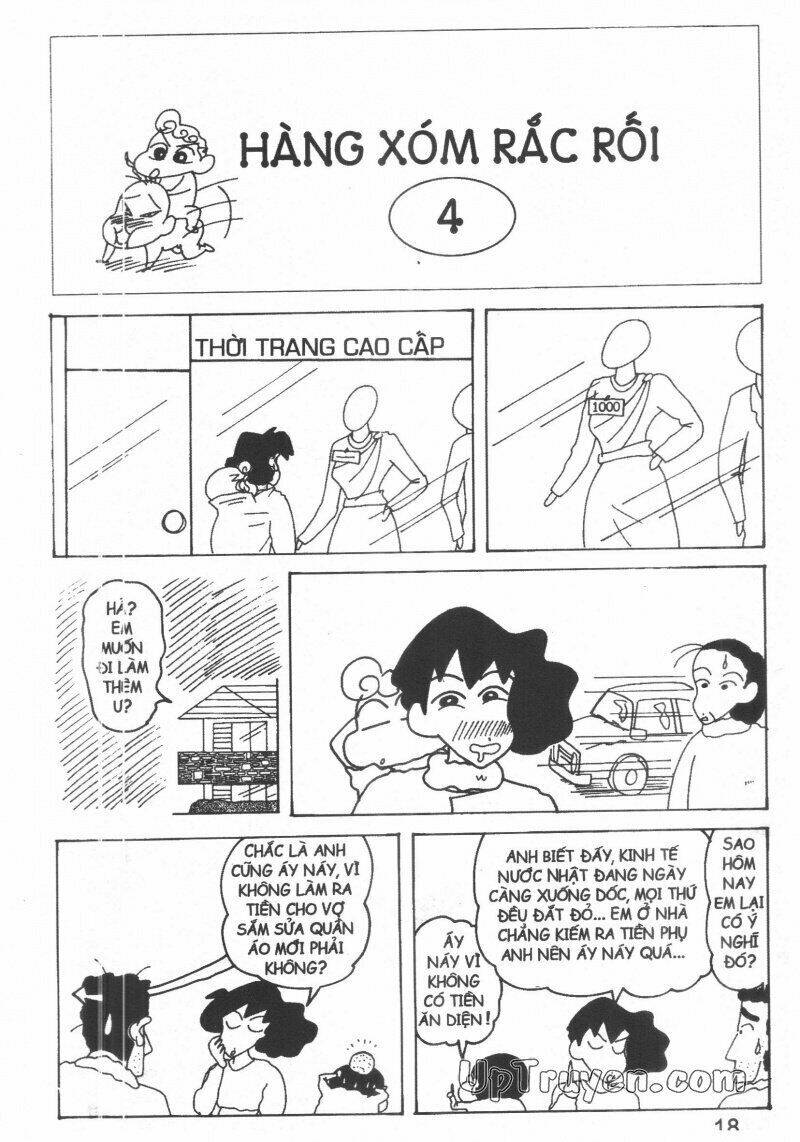 HÀNG XÓM RẮC RỐI
4
1000
THỜI TRANG CAO CẤP
HẢ?
EM
MUỐN
ĐI LÀM
THÊM
Ư?
SAO
HÔM
NAY
EM LẠI
CÓ Ý
NGHĨ
ĐÓ?
ANH BIẾT ĐẤY, KINH TẾ
NƯỚC NHẬT ĐANG NGÀY
CÀNG XUỐNG DỐC, MỌI THỨ
ĐỀU ĐẮT ĐỎ... EM Ở NHÀ
CHẲNG KIẾM RA TIỀN PHỤ
ANH NÊN ÁY NÁY QUÁ...
ÁY
NÁY VÌ
KHÔNG
CÓ TIỀN
ĂN DIỆN!
CHẮC LÀ ANH
CŨNG ÁY NÁY, VÌ
KHÔNG LÀM RA
TIỀN CHO VỢ
SẮM SỬA QUẦN
ÁO MỚI PHẢI
KHÔNG?
UpTruyen.com
18